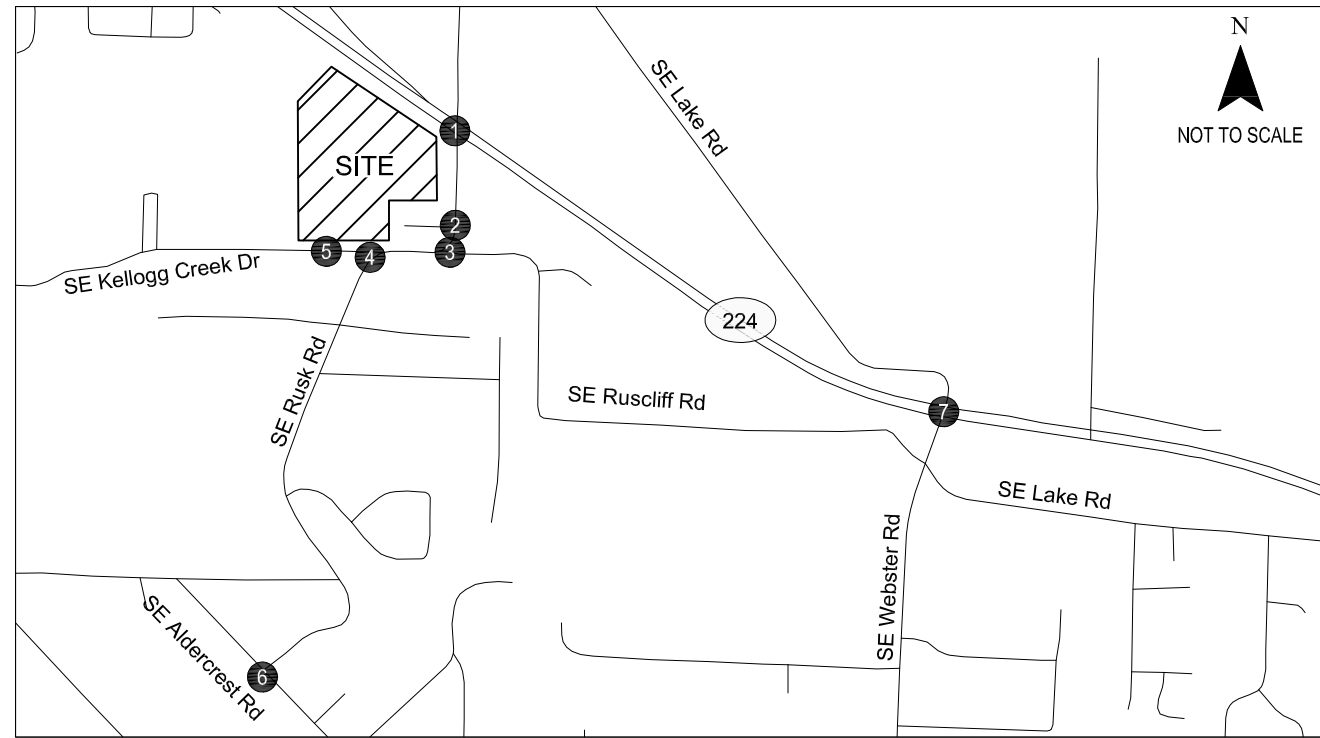 N
NOT TO SCALE
SE Lake Rd
1
SITE
2
3
4
5
SE Kellogg Creek Dr
224
SE Rusk Rd
SE Ruscliff Rd
7
SE Lake Rd
SE Webster Rd
SE Aldercrest Rd
6